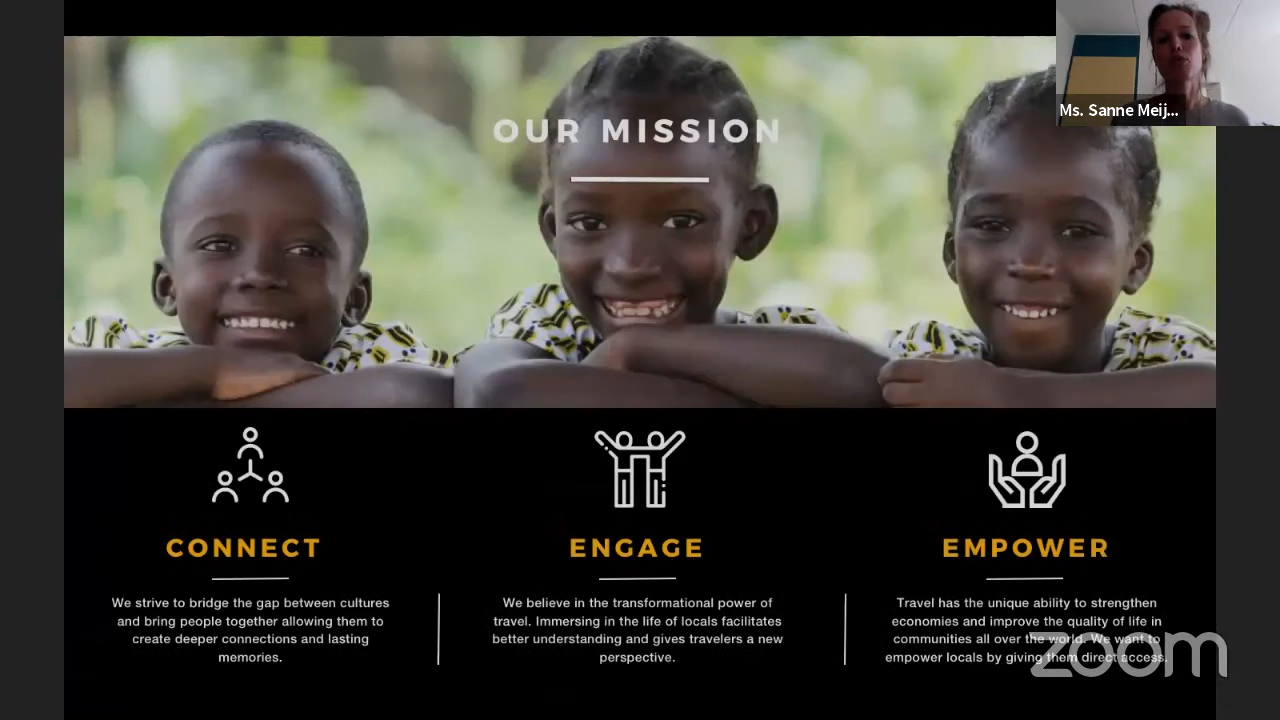 Ms. Sanne Meij...
OUR MISSION
CONNECT
We strive to bridge the gap between cultures
and bring people together allowing them to
create deeper connections and lasting
memories.
ENGAGE
We believe in the transformational power of
travel. Immersing in the life of locals facilitates
better understanding and gives travelers a new
perspective.
EMPOWER
Travel has the unique ability to strengthen
economies and improve the quality of life in
communities all over the world. We want to
empower locals by giving them direct access.
zoom